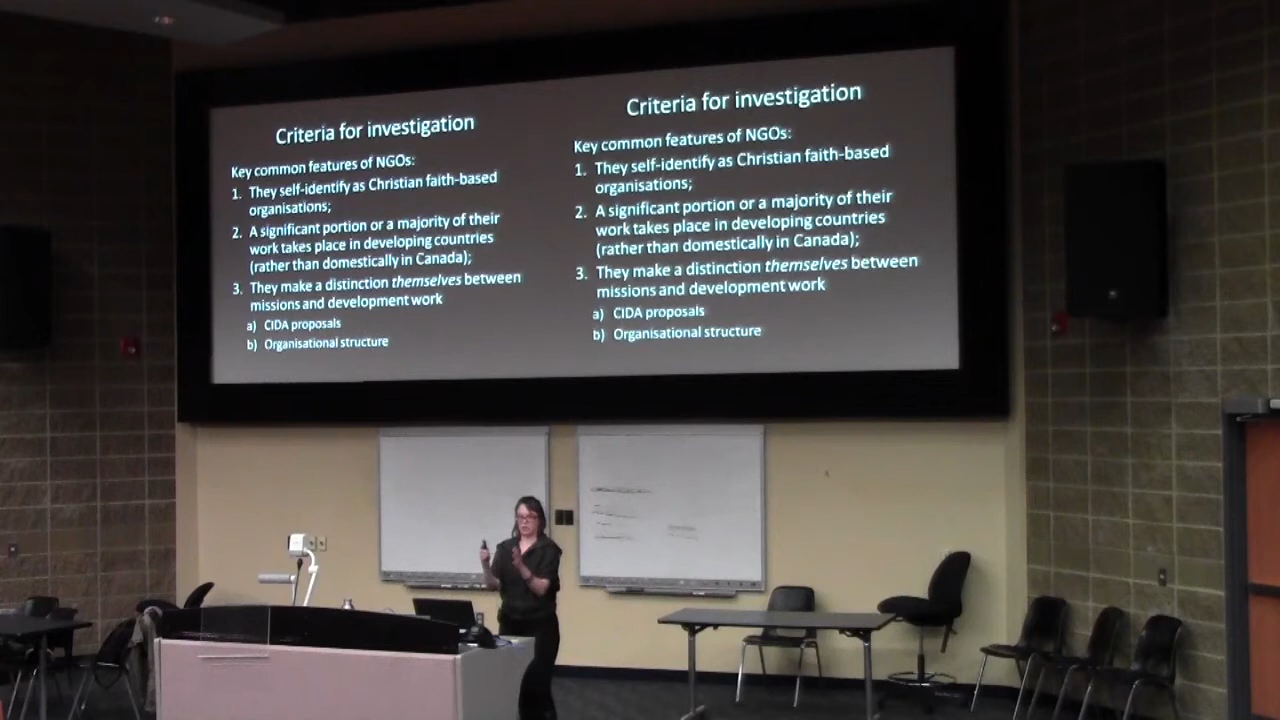 Criteria for investigation
Key common features of NGOs:
1. They self-identify as Christian faith-based
organisations;
2. A significant portion or a majority of their
work takes place in developing countries
(rather than domestically in Canada);
3. They make a distinction themselves between
missions and development work
a) CIDA proposals
b) Organisational structure
Criteria for investigation
Key common features of NGOs:
1. They self-identify as Christian faith-based
organisations;
2. A significant portion or a majority of their
work takes place in developing countries
(rather than domestically in Canada);
3. They make a distinction themselves between
missions and development work
a) CIDA proposals
b) Organisational structure